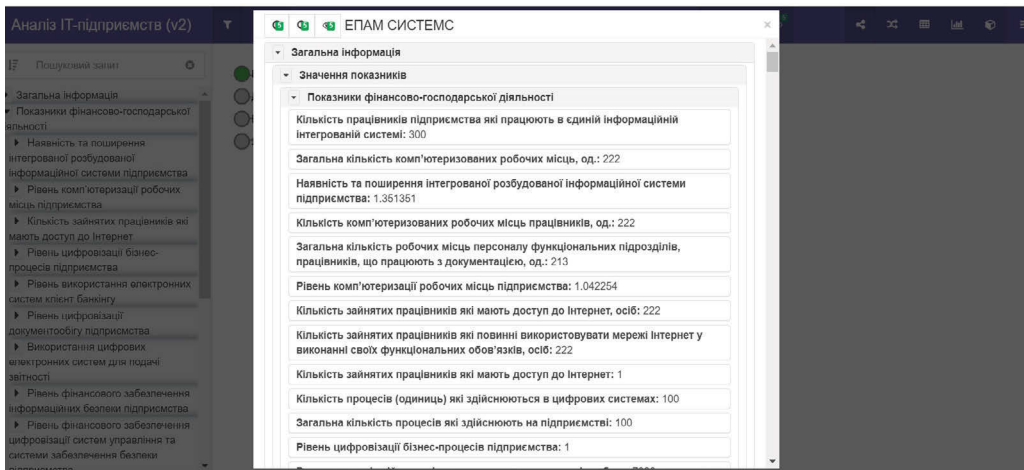 Аналіз IT-підприємств (v2)
Пошуковий запит
Загальна інформація
Показники фінансово-господарської
яльності
Наявність та поширення
інтегрованої розбудованої
інформаційної системи підприємства
Рівень комп'ютеризації робочих
місць підприємства
Кількість зайнятих працівників які
мають доступ до Інтернет
Рівень цифровізації бізнес-
процесів підприємства
Рівень використання електронних
систем клієнт банкінгу
Рівень цифровізації
документообігу підприємства
Використання цифрових
електронних систем для подачі
звітності
Рівень фінансового забезпечення
інформаційних безпеки підприємства
Рівень фінансового забезпечення
цифровізації систем управління та
системи забезпечення безпеки
ЕПАМ СИСТЕМС
×
Загальна інформація
Значення показників
Показники фінансово-господарської діяльності
Кількість працівників підприємства які працюють в єдиній інформаційній
інтегрованій системі: 300
Загальна кількість комп'ютеризованих робочих місць, од.: 222
Наявність та поширення інтегрованої розбудованої інформаційної системи
підприємства: 1.351351
Кількість комп'ютеризованих робочих місць працівників, од.: 222
Загальна кількість робочих місць персоналу функціональних підрозділів,
працівників, що працюють з документацією, од.: 213
Рівень комп'ютеризації робочих місць підприємства: 1.042254
Кількість зайнятих працівників які мають доступ до Інтернет, осіб: 222
Кількість зайнятих працівників які повинні використовувати мережі Інтернет у
виконанні своїх функціональних обов'язків, осіб: 222
Кількість зайнятих працівників які мають доступ до Інтернет: 1
Кількість процесів (одиниць) які здійснюються в цифрових системах: 100
Загальна кількість процесів які здійснюють на підприємстві: 100
Рівень цифровізації бізнес-процесів підприємства: 1